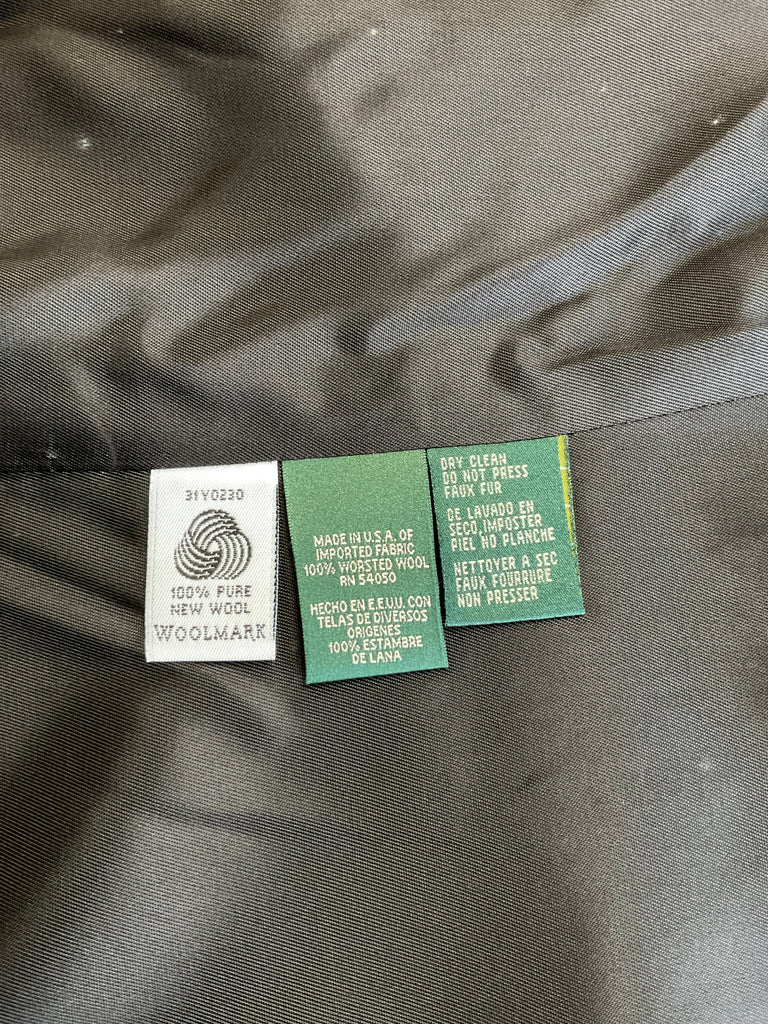 31Y0230
100% PURE
NEW WOOL
WOOLMARK
MADE IN U.S.A. OF
IMPORTED FABRIC
100% WORSTED WOOL
RN 54050
HECHO EN E.E.U.U. CON
TELAS DE DIVERSOS
ORIGENES
100% ESTAMBRE
DE LANA
DRY CLEAN
DO NOT PRESS
FAUX FUR
DE LAVADO EN
SECO, IMPOSTER
PIEL NO PLANCHE
NETTOYER A SEC
FAUX FOURRURE
NON PRESSER